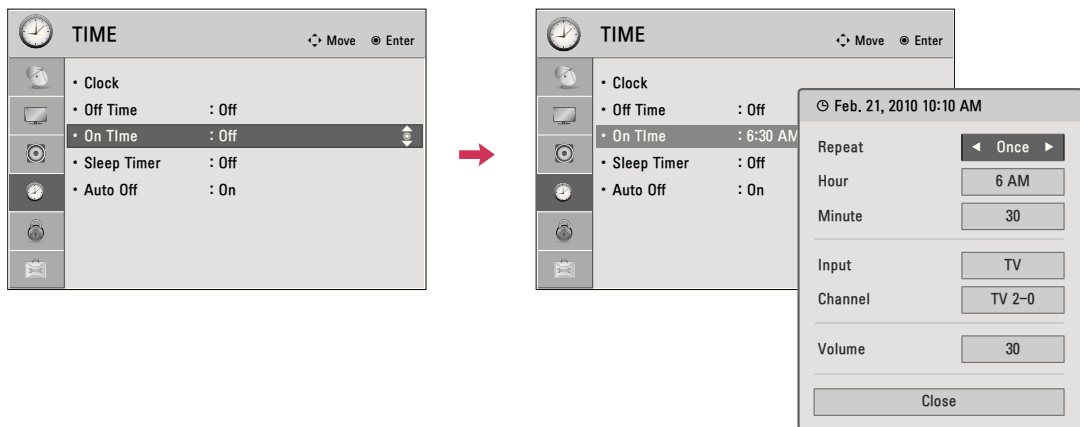 TIME
Move Enter
• Clock
• Off Time : Off
• On TIme : Off
• Sleep Timer : Off
• Auto Off : On
TIME
Move Enter
• Clock
• Off Time : Off
• On TIme : 6:30 AM
• Sleep Timer : Off
• Auto Off : On
Feb. 21, 2010 10:10 AM
Repeat ◄ Once ►
Hour 6 AM
Minute 30
Input TV
Channel TV 2-0
Volume 30
Close